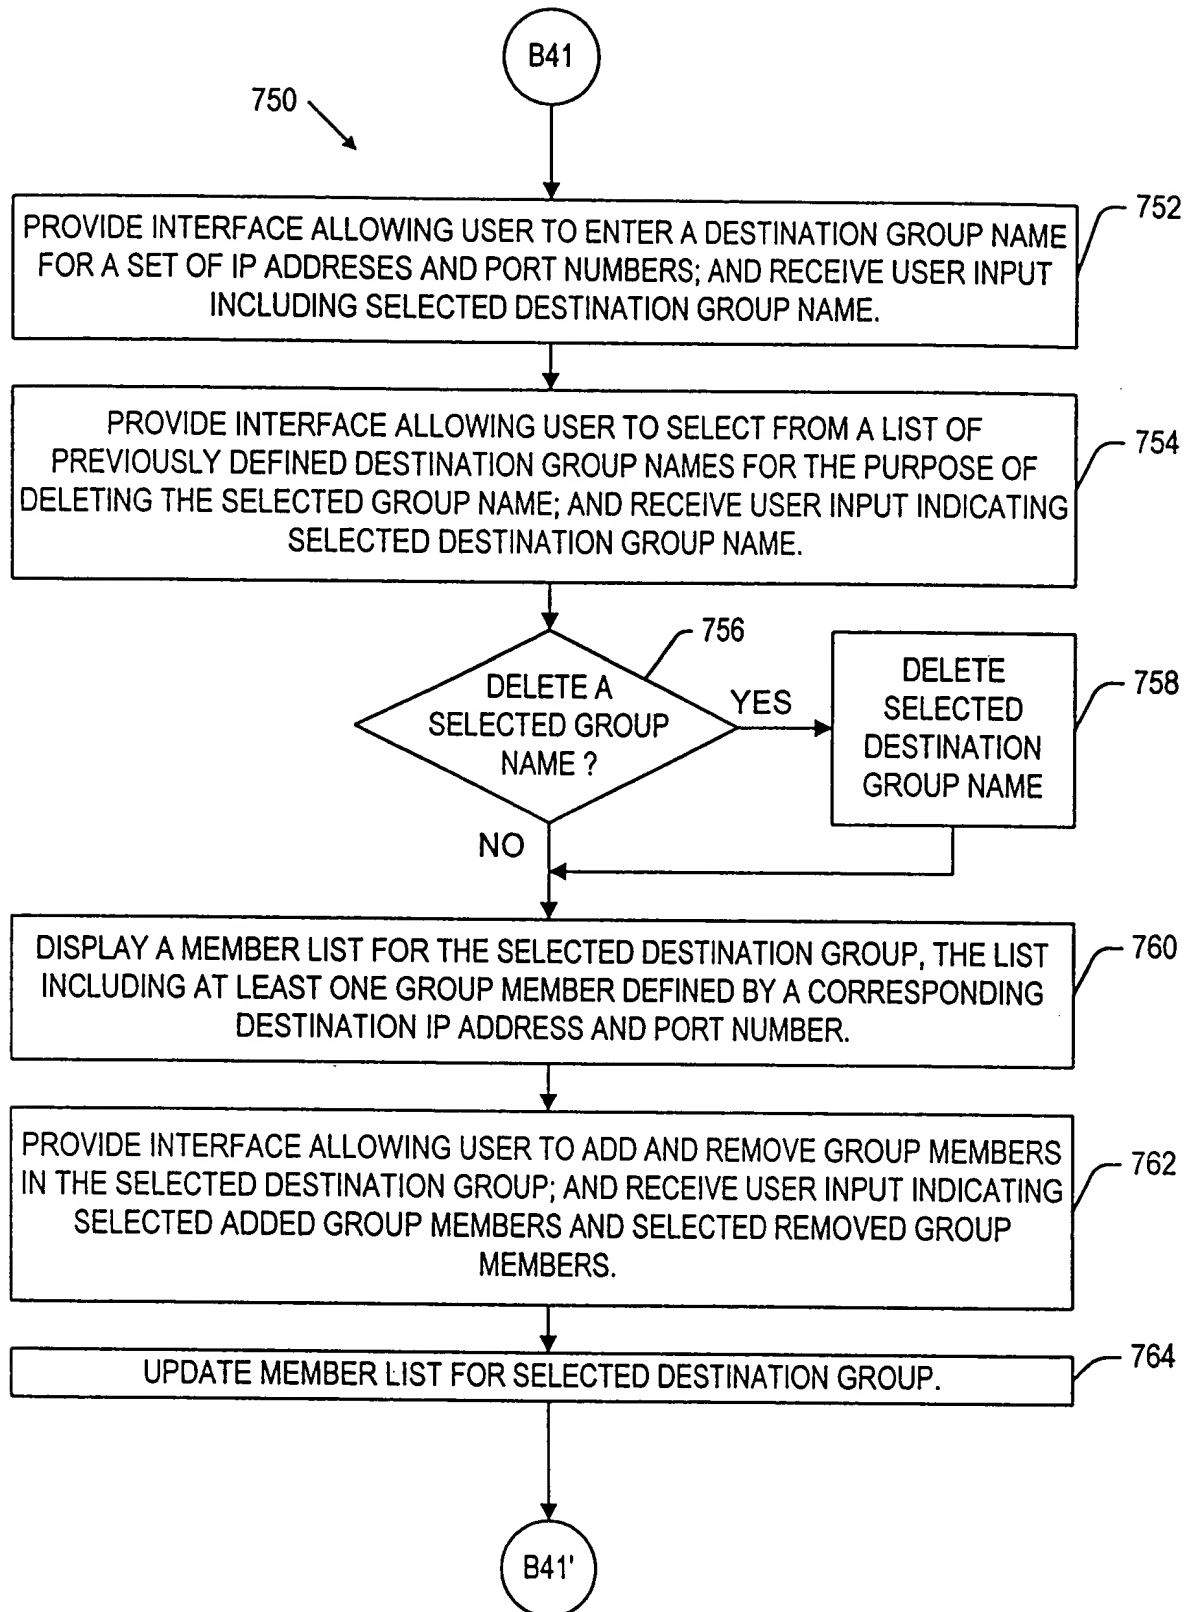 B41
750
752
PROVIDE INTERFACE ALLOWING USER TO ENTER A DESTINATION GROUP NAME
FOR A SET OF IP ADDRESES AND PORT NUMBERS; AND RECEIVE USER INPUT
INCLUDING SELECTED DESTINATION GROUP NAME.
754
PROVIDE INTERFACE ALLOWING USER TO SELECT FROM A LIST OF
PREVIOUSLY DEFINED DESTINATION GROUP NAMES FOR THE PURPOSE OF
DELETING THE SELECTED GROUP NAME; AND RECEIVE USER INPUT INDICATING
SELECTED DESTINATION GROUP NAME.
756
DELETE A
SELECTED GROUP
NAME ?
YES
758
DELETE
SELECTED
DESTINATION
GROUP NAME
NO
760
DISPLAY A MEMBER LIST FOR THE SELECTED DESTINATION GROUP, THE LIST
INCLUDING AT LEAST ONE GROUP MEMBER DEFINED BY A CORRESPONDING
DESTINATION IP ADDRESS AND PORT NUMBER.
762
PROVIDE INTERFACE ALLOWING USER TO ADD AND REMOVE GROUP MEMBERS
IN THE SELECTED DESTINATION GROUP; AND RECEIVE USER INPUT INDICATING
SELECTED ADDED GROUP MEMBERS AND SELECTED REMOVED GROUP
MEMBERS.
764
UPDATE MEMBER LIST FOR SELECTED DESTINATION GROUP.
B41'